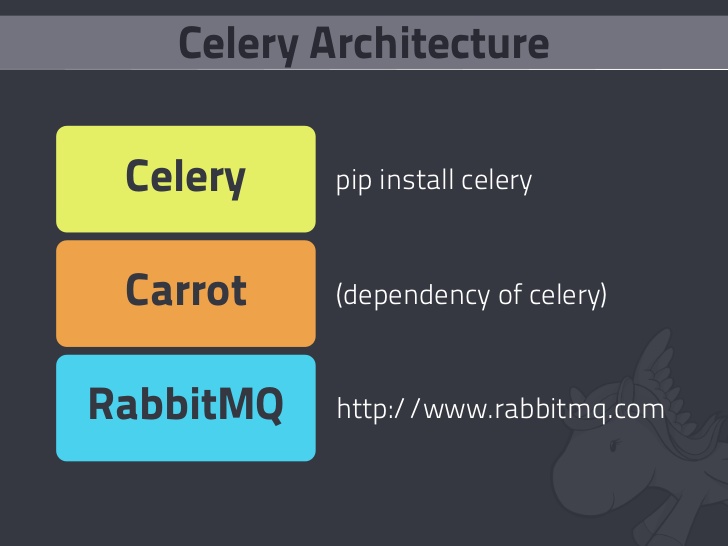 Celery Architecture
Celery
pip install celery
Carrot
(dependency of celery)
RabbitMQ
http://www.rabbitmq.com